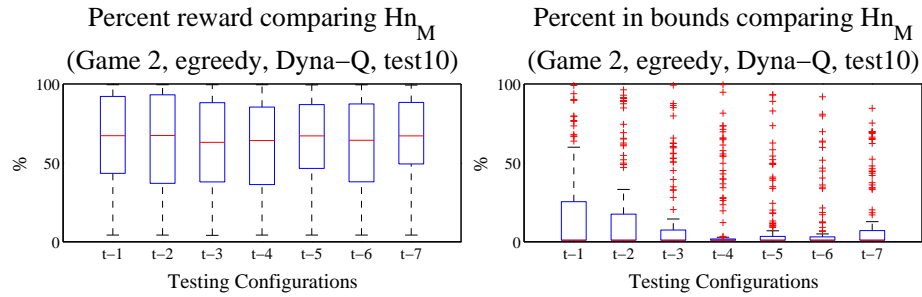 Percent reward comparing Hn_M
(Game 2, egreedy, Dyna−Q, test10)
100
50
0
%
t−1 t−2 t−3 t−4 t−5 t−6 t−7
Testing Configurations
Percent in bounds comparing Hn_M
(Game 2, egreedy, Dyna−Q, test10)
100
50
0
%
t−1 t−2 t−3 t−4 t−5 t−6 t−7
Testing Configurations